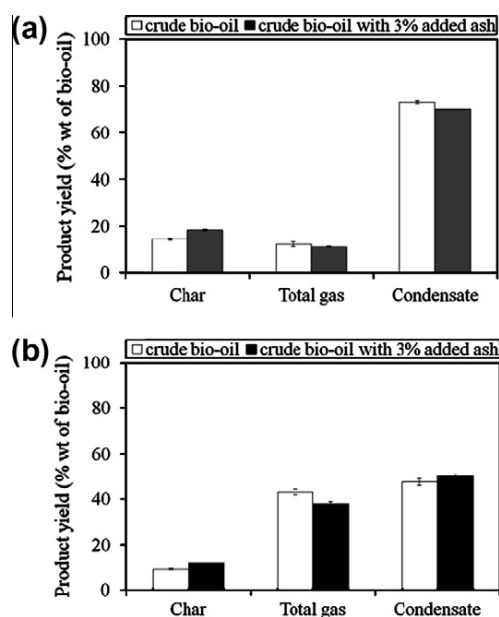 (a)
crude bio-oil crude bio-oil with 3% added ash
Product yield (% wt of bio-oil)
100
80
60
40
20
0
Char Total gas Condensate
(b)
crude bio-oil crude bio-oil with 3% added ash
Product yield (% wt of bio-oil)
100
80
60
40
20
0
Char Total gas Condensate